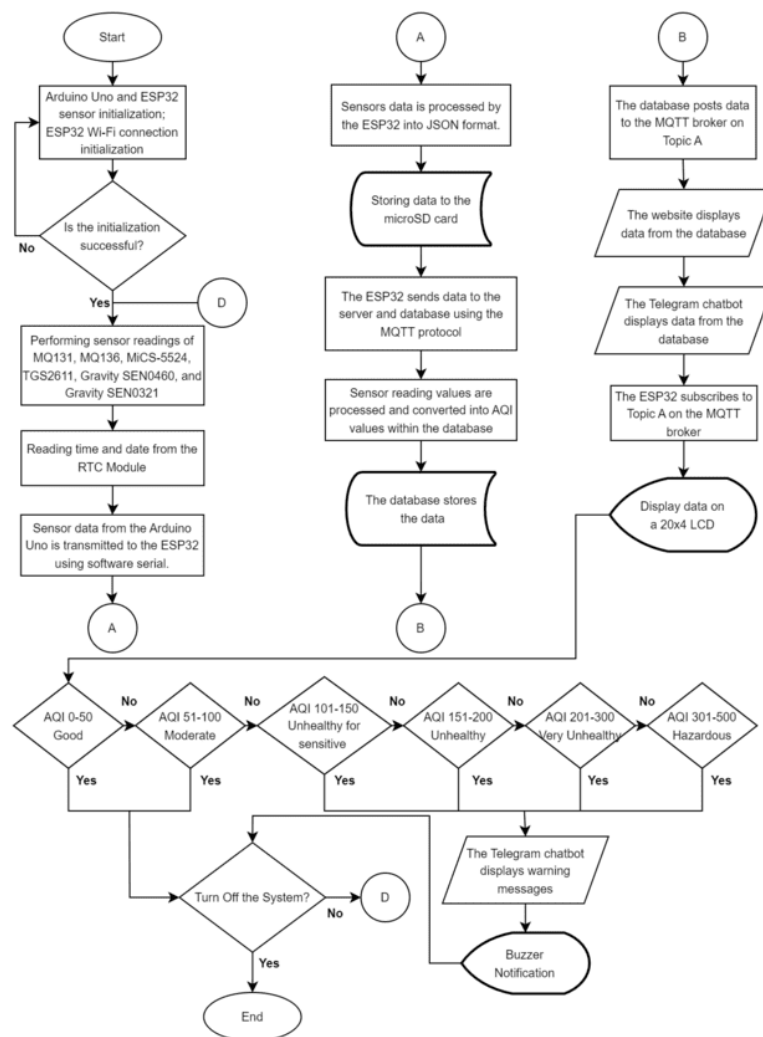 Start
Arduino Uno and ESP32
sensor initialization;
ESP32 Wi-Fi connection
initialization
Is the initialization
successful?
No
Yes
D
Performing sensor readings of
MQ131, MQ136, MiCS-5524,
TGS2611, Gravity SEN0460, and
Gravity SEN0321
Reading time and date from the
RTC Module
Sensor data from the Arduino
Uno is transmitted to the ESP32
using software serial.
A
A
Sensors data is processed by
the ESP32 into JSON format.
Storing data to the
microSD card
The ESP32 sends data to the
server and database using the
MQTT protocol
Sensor reading values are
processed and converted into AQI
values within the database
The database stores
the data
B
B
The database posts data
to the MQTT broker on
Topic A
The website displays
data from the database
The Telegram chatbot
displays data from the
database
The ESP32 subscribes to
Topic A on the MQTT
broker
Display data on
a 20x4 LCD
AQI 0-50
Good
No
Yes
AQI 51-100
Moderate
No
Yes
AQI 101-150
Unhealthy for
sensitive
No
Yes
AQI 151-200
Unhealthy
No
Yes
AQI 201-300
Very Unhealthy
No
Yes
AQI 301-500
Hazardous
Yes
The Telegram chatbot
displays warning
messages
Buzzer
Notification
Turn Off the System?
No
D
Yes
End